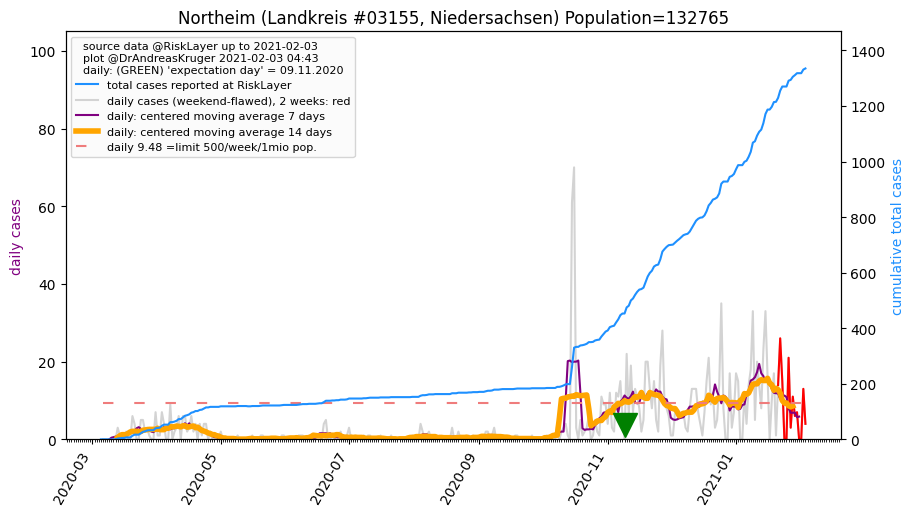 Northeim (Landkreis #03155, Niedersachsen) Population=132765
source data @RiskLayer up to 2021-02-03
plot @DrAndreasKruger 2021-02-03 04:43
daily: (GREEN) 'expectation day' = 09.11.2020
total cases reported at RiskLayer
daily cases (weekend-flawed), 2 weeks: red
daily: centered moving average 7 days
daily: centered moving average 14 days
daily 9.48 =limit 500/week/1mio pop.
daily cases
100
80
60
40
20
0
cumulative total cases
1400
1200
1000
800
600
400
200
0
2020-03
2020-05
2020-07
2020-09
2020-11
2021-01